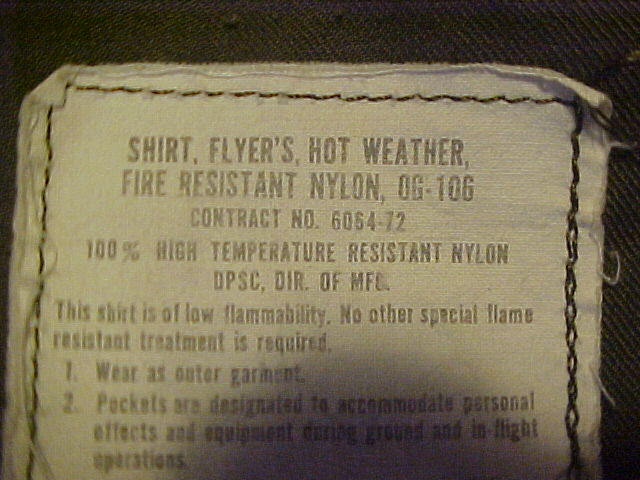 SHIRT, FLYER'S, HOT WEATHER,
FIRE RESISTANT NYLON, OG-106
CONTRACT NO. 6064-72
100% HIGH TEMPERATURE RESISTANT NYLON
DPSC, DIR. OF MFG.
This shirt is of low flammability. No other special flame
resistant treatment is required.
1. Wear as outer garment.
2. Pockets are designated to accommodate personal
effects and equipment during ground and in-flight
operations.